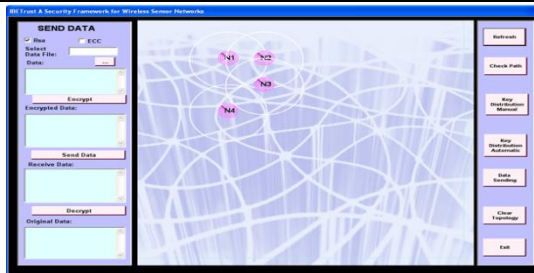 IDETrust A Security Framework for Wireless Sensor Networks
SEND DATA
Rsa ECC
Select
Data File:
Data: ...
Encrypt
Encrypted Data:
Send Data
Receive Data:
Decrypt
Original Data:
N1 N2
N3
N4
Refresh
Check Path
Key
Distribution
Manual
Key
Distribution
Automatic
Data
Sending
Clear
Topology
Exit